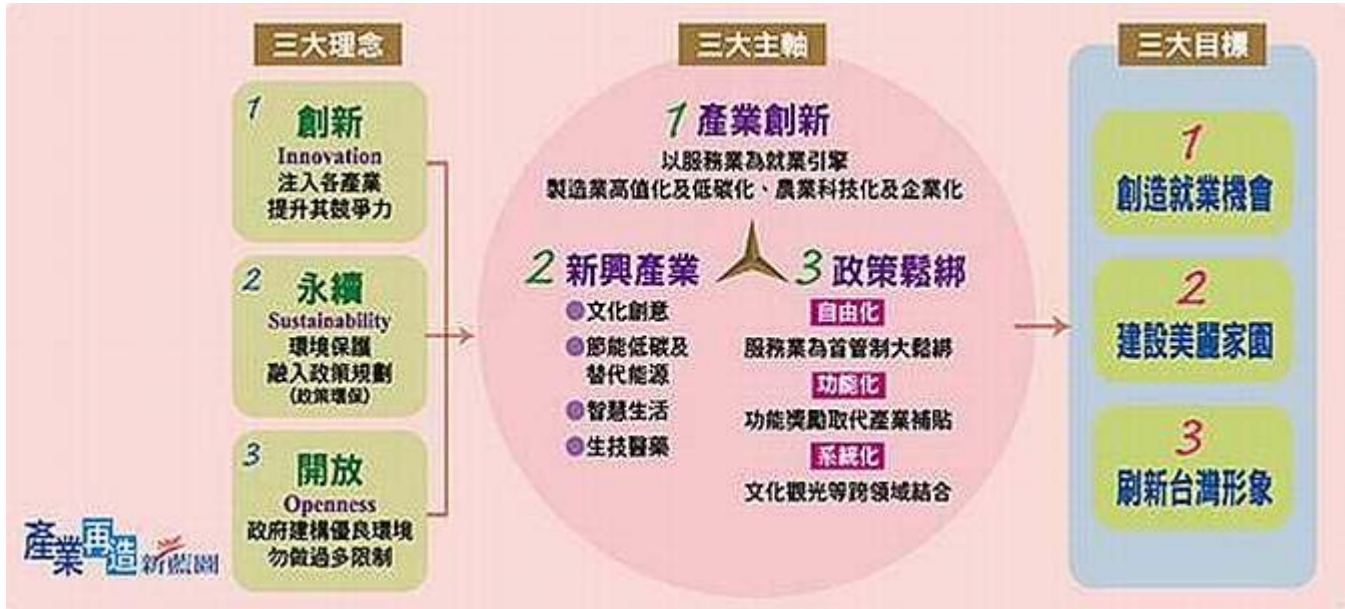 三大理念
1
創新
Innovation
注入各產業
提升其競爭力
2
永續
Sustainability
環境保護
融入政策規劃
(政策環保)
3
開放
Openness
政府建構優良環境
勿做過多限制
三大主軸
1 產業創新
以服務業為就業引擎
製造業高值化及低碳化、農業科技化及企業化
2 新興產業
文化創意
節能低碳及
替代能源
智慧生活
生技醫藥
3 政策鬆綁
自由化
服務業為首管制大鬆綁
功能化
功能獎勵取代產業補貼
系統化
文化觀光等跨領域結合
三大目標
1
創造就業機會
2
建設美麗家園
3
刷新台灣形象
產業再造新藍圖